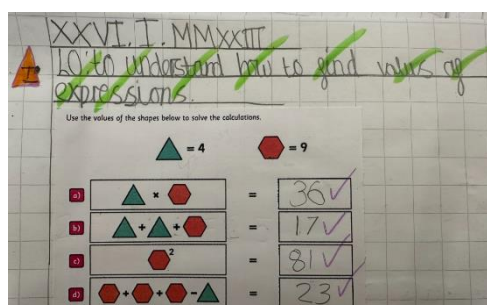 XXVI. I. MMXXIII
I
LO: to understand how to find values of
expressions.
Use the values of the shapes below to solve the calculations.
= 4 = 9
a) × = 36
b) + + = 17
c) 2 = 81
d) + + - = 23